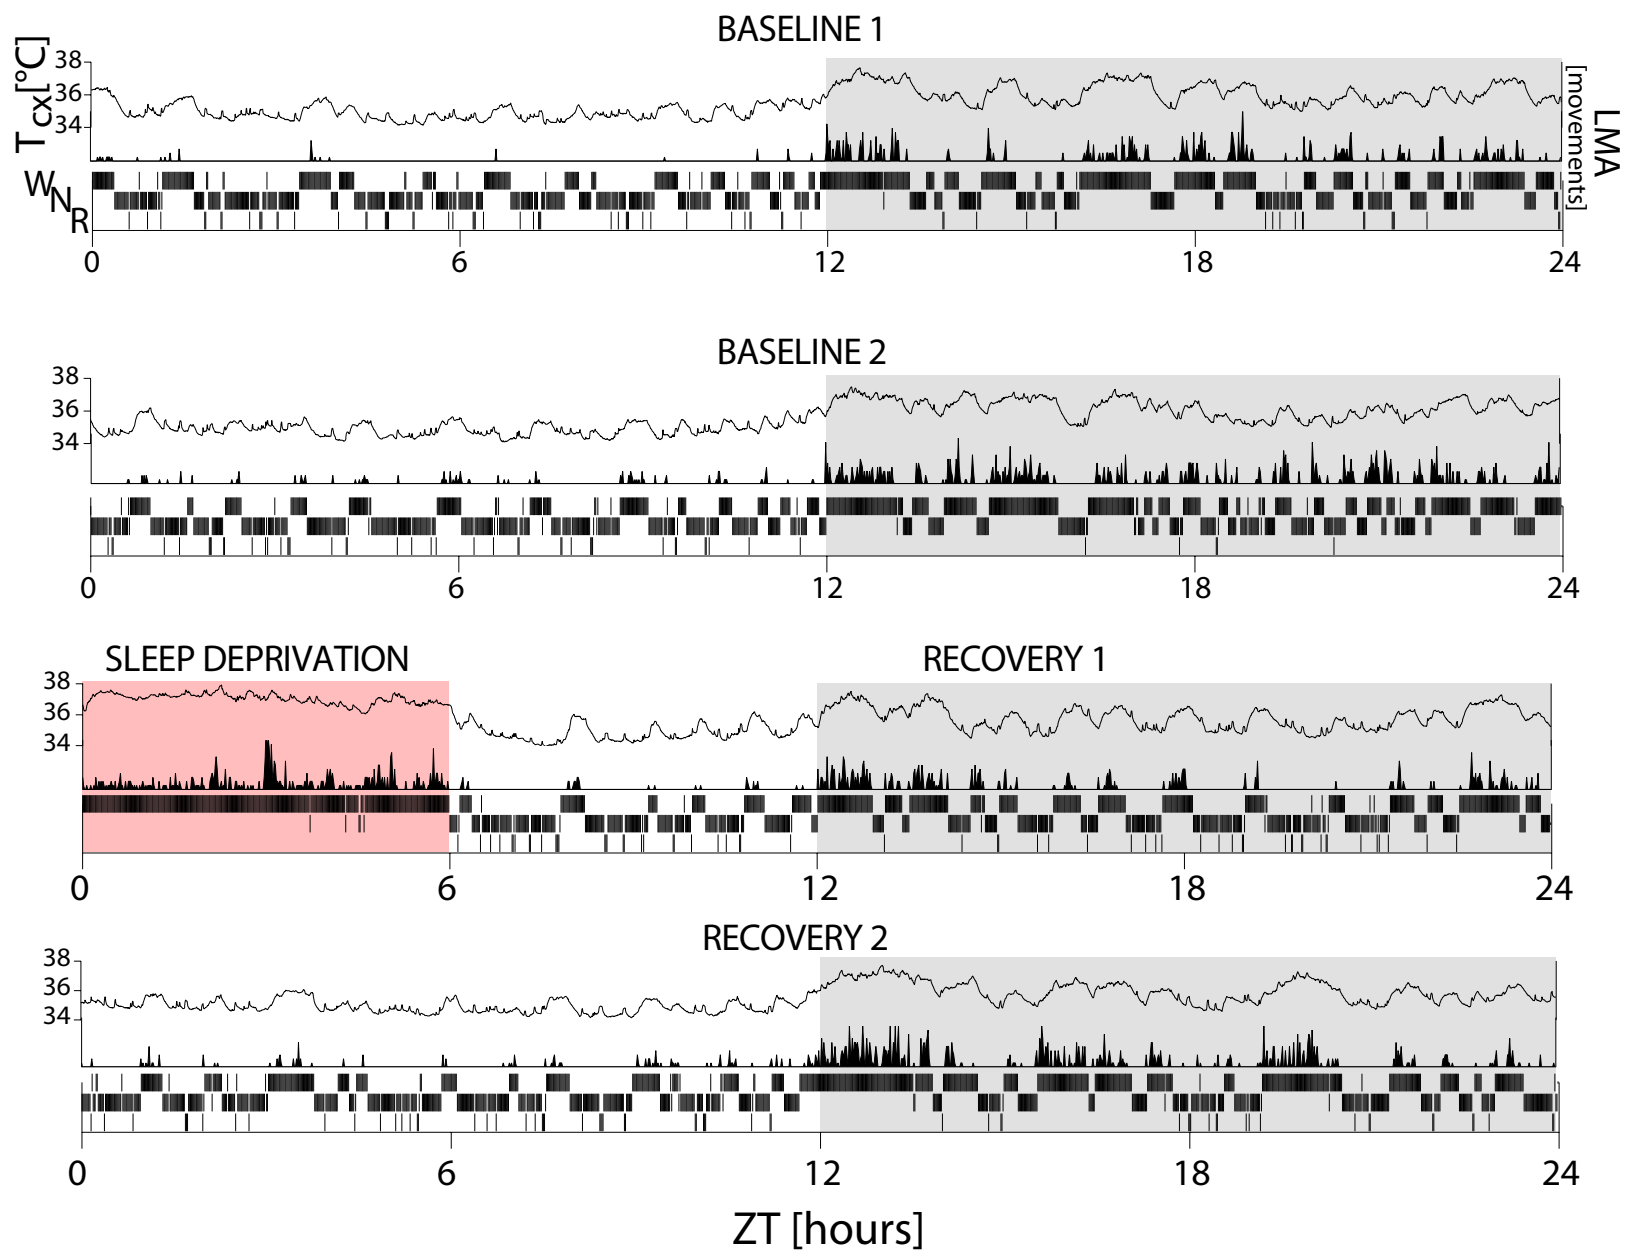 BASELINE 1
Tcx[°C]
38
36
34
LMA
[movements]
W
N
R
0 6 12 18 24
BASELINE 2
38
36
34
0 6 12 18 24
SLEEP DEPRIVATION RECOVERY 1
38
36
34
0 6 12 18 24
RECOVERY 2
38
36
34
0 6 12 18 24
ZT [hours]